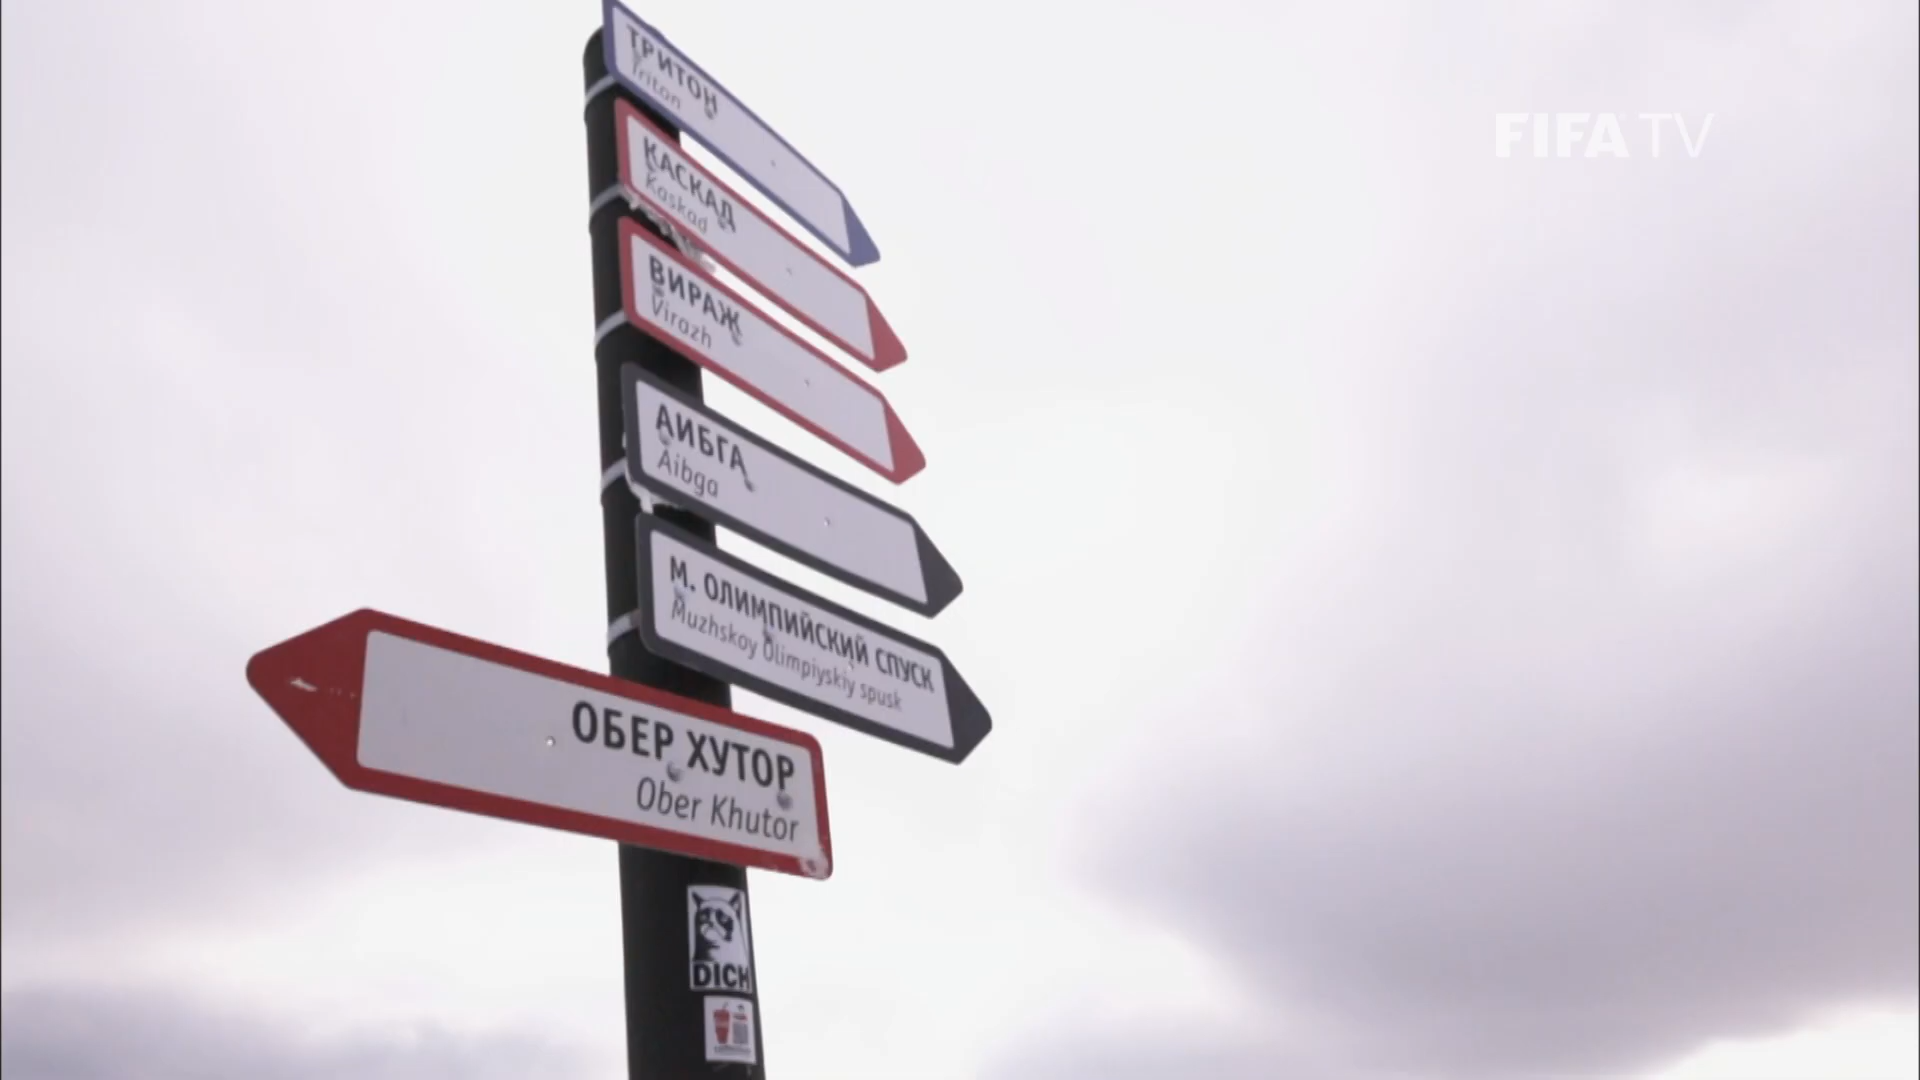 ТРИТОН
Triton
FIFA TV
КАСКАД
Kaskad
ВИРАЖ
Virazh
АИБГА
Aibga
М. ОЛИМПИЙСКИЙ СПУСК
Muzhskoy Olimpiyskiy spusk
ОБЕР ХУТОР
Ober Khutor
DICH